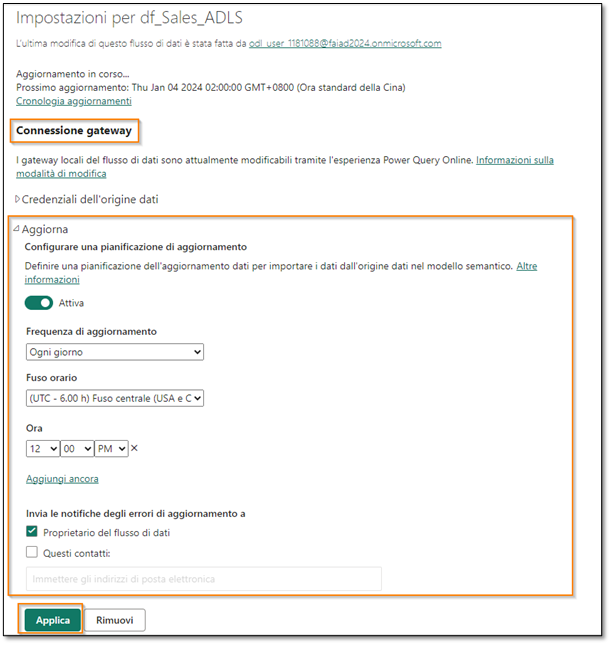 Impostazioni per df_Sales_ADLS
L'ultima modifica di questo flusso di dati è stata fatta da odl_user_1181088@faiad2024.onmicrosoft.com
Aggiornamento in corso...
Prossimo aggiornamento: Thu Jan 04 2024 02:00:00 GMT+0800 (Ora standard della Cina)
Cronologia aggiornamenti
Connessione gateway
I gateway locali del flusso di dati sono attualmente modificabili tramite l'esperienza Power Query Online. Informazioni sulla
modalità di modifica
Credenziali dell'origine dati
Aggiorna
Configurare una pianificazione di aggiornamento
Definire una pianificazione dell'aggiornamento dati per importare i dati dall'origine dati nel modello semantico. Altre
informazioni
Attiva
Frequenza di aggiornamento
Ogni giorno
Fuso orario
(UTC - 6.00 h) Fuso centrale (USA e C
Ora
12 00 PM
Aggiungi ancora
Invia le notifiche degli errori di aggiornamento a
Proprietario del flusso di dati
Questi contatti:
Immettere gli indirizzi di posta elettronica
Applica Rimuovi